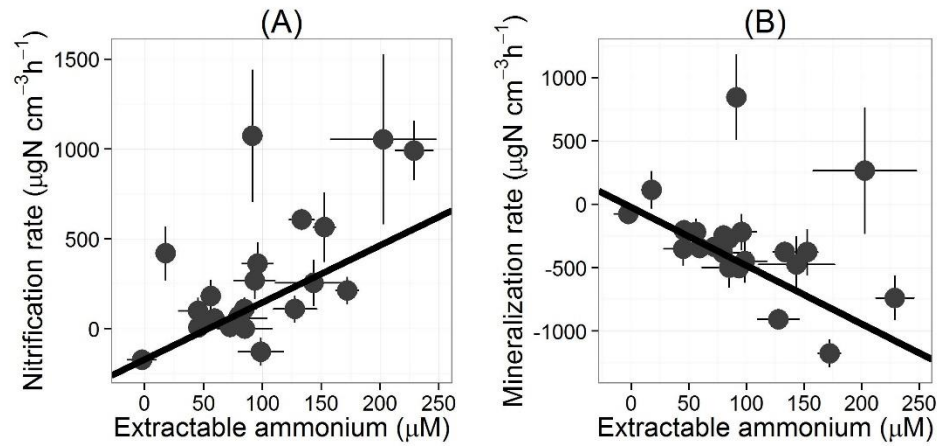 (A)
Nitrification rate (μgN cm⁻³h⁻¹)
1500
1000
500
0
0 50 100 150 200 250
Extractable ammonium (μM)
(B)
Mineralization rate (μgN cm⁻³h⁻¹)
1000
500
0
-500
-1000
0 50 100 150 200 250
Extractable ammonium (μM)